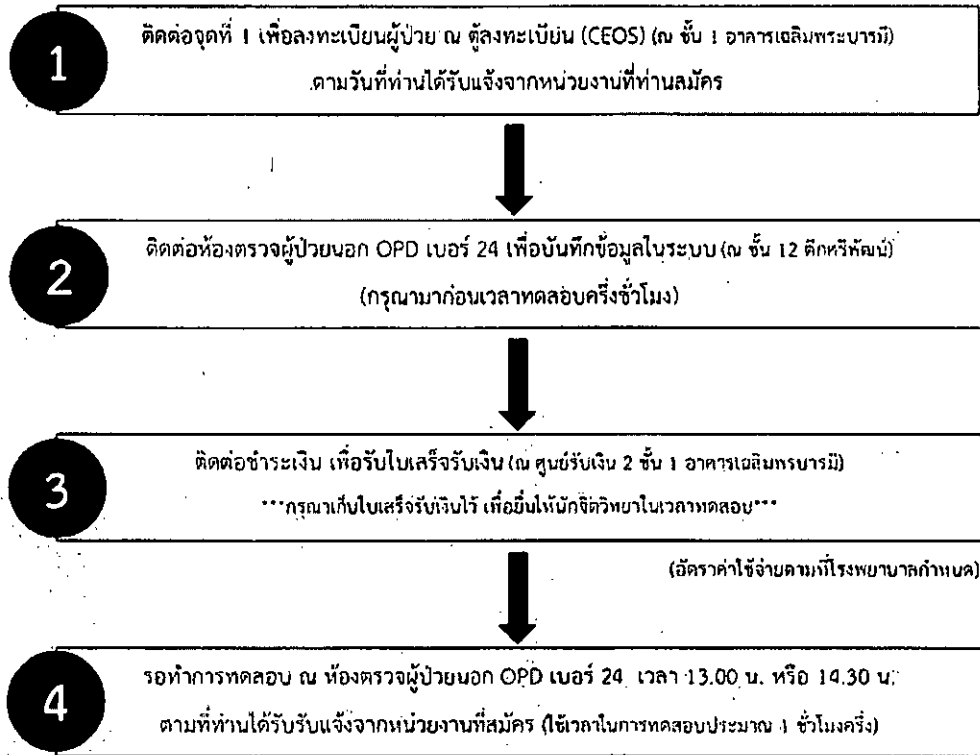 1
ติดต่อจุดที่ 1 เพื่อลงทะเบียนผู้ป่วย ณ ตู้ลงทะเบียน (CEOS) (ณ ชั้น 1 อาคารเฉลิมพระบารมี)
ตามวันที่ท่านได้รับแจ้งจากหน่วยงานที่ท่านสมัคร
2
ติดต่อห้องตรวจผู้ป่วยนอก OPD เบอร์ 24 เพื่อบันทึกข้อมูลในระบบ (ณ ชั้น 12 ตึกศรีพัฒน์)
(กรุณามาก่อนเวลาทดสอบครึ่งชั่วโมง)
3
ติดต่อชำระเงิน เพื่อรับใบเสร็จรับเงิน (ณ ศูนย์รับเงิน 2 ชั้น 1 อาคารเฉลิมพรบารมี)
***กรุณาเก็บใบเสร็จรับเงินไว้ เพื่อยื่นให้นักจิตวิทยาในเวลาทดสอบ***
(อัตราค่าใช้จ่ายตามที่โรงพยาบาลกำหนด)
4
รอทำการทดสอบ ณ ห้องตรวจผู้ป่วยนอก OPD เบอร์ 24 เวลา 13.00 น. หรือ 14.30 น.
ตามที่ท่านได้รับรับแจ้งจากหน่วยงานที่สมัคร (ใช้เวลาในการทดสอบประมาณ 1 ชั่วโมงครึ่ง)